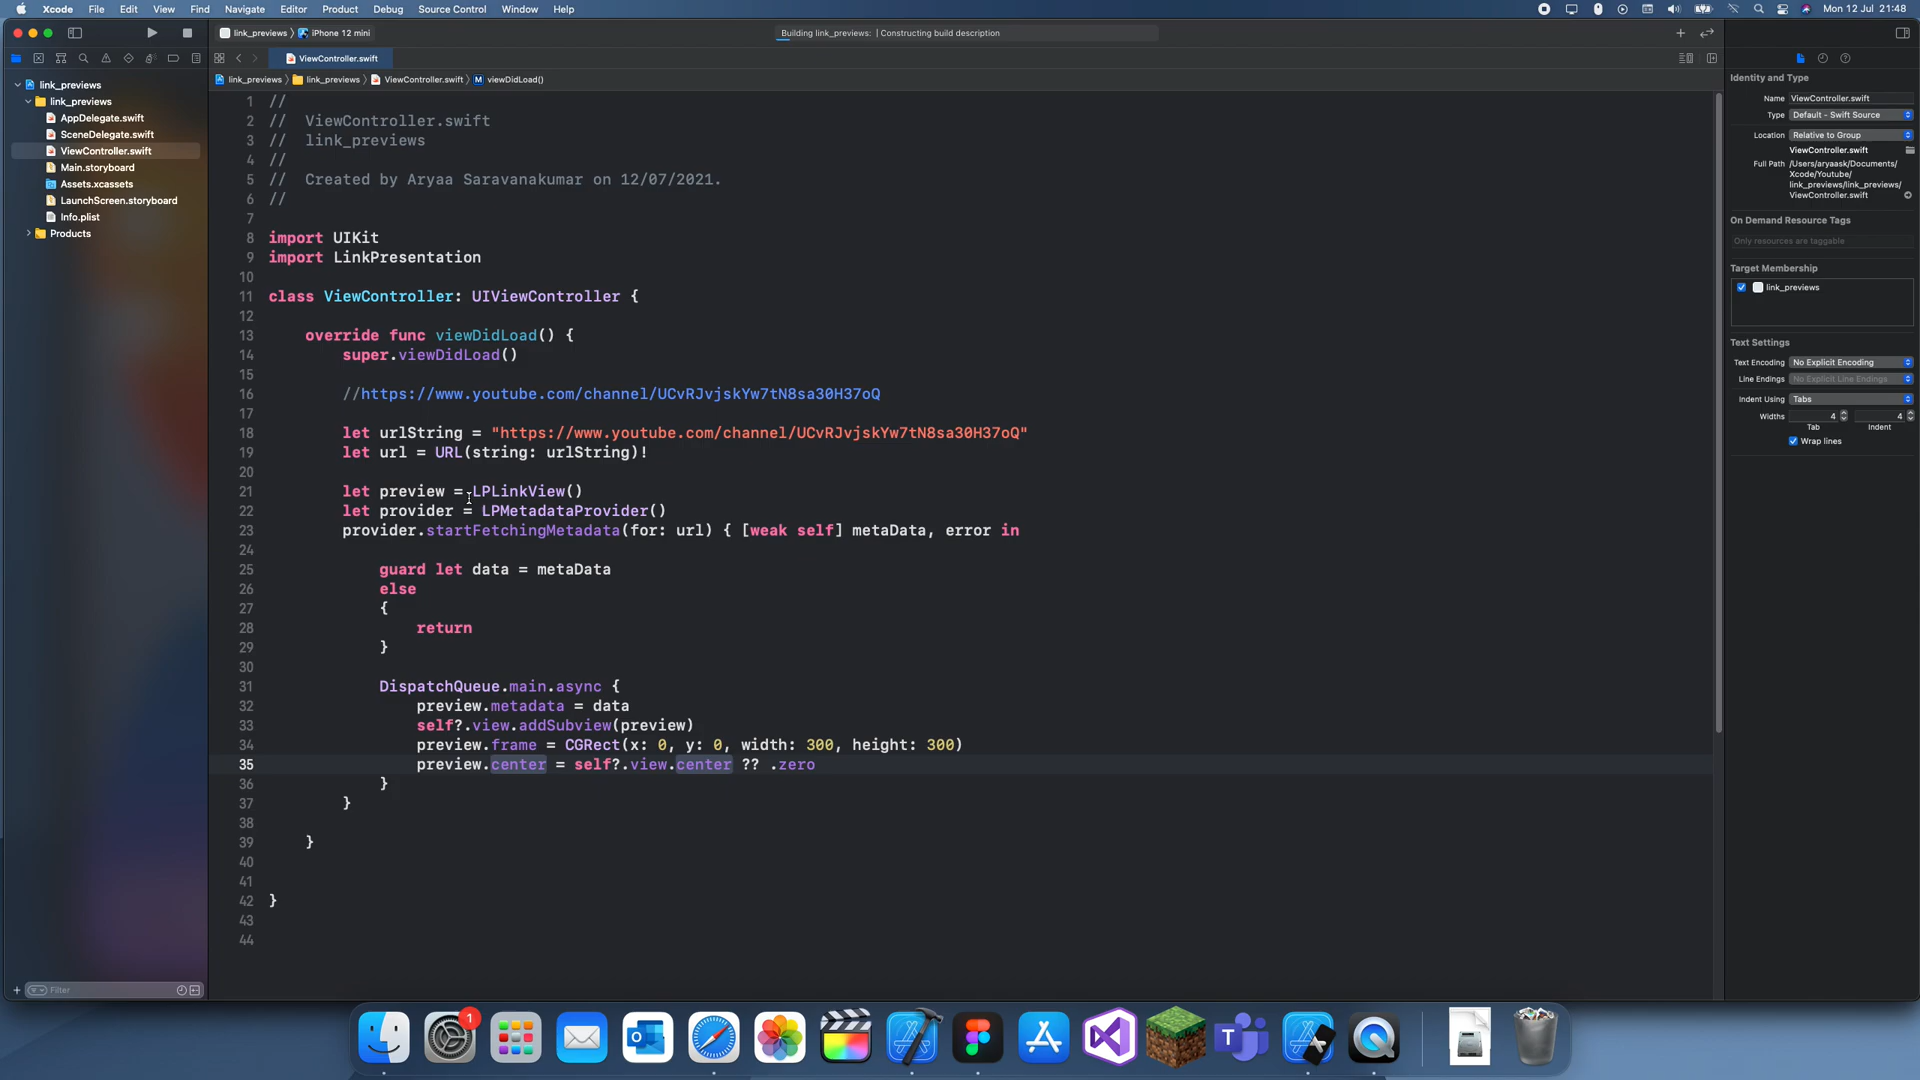 Xcode File Edit View Find Navigate Editor Product Debug Source Control Window Help
Mon 12 Jul 21:48
link_previews iPhone 12 mini
Building link_previews: | Constructing build description
ViewController.swift
link_previews link_previews ViewController.swift M viewDidLoad()
link_previews
link_previews
AppDelegate.swift
SceneDelegate.swift
ViewController.swift
Main.storyboard
Assets.xcassets
LaunchScreen.storyboard
Info.plist
Products
Filter
1 //
2 // ViewController.swift
3 // link_previews
4 //
5 // Created by Aryaa Saravanakumar on 12/07/2021.
6 //
7
8 import UIKit
9 import LinkPresentation
10
11 class ViewController: UIViewController {
12
13 override func viewDidLoad() {
14 super.viewDidLoad()
15
16 //https://www.youtube.com/channel/UCvRJvjskYw7tN8sa30H37oQ
17
18 let urlString = "https://www.youtube.com/channel/UCvRJvjskYw7tN8sa30H37oQ"
19 let url = URL(string: urlString)!
20
21 let preview = LPLinkView()
22 let provider = LPMetadataProvider()
23 provider.startFetchingMetadata(for: url) { [weak self] metaData, error in
24
25 guard let data = metaData
26 else
27 {
28 return
29 }
30
31 DispatchQueue.main.async {
32 preview.metadata = data
33 self?.view.addSubview(preview)
34 preview.frame = CGRect(x: 0, y: 0, width: 300, height: 300)
35 preview.center = self?.view.center ?? .zero
36 }
37 }
38
39 }
40
41
42 }
43
44
Identity and Type
Name ViewController.swift
Type Default - Swift Source
Location Relative to Group
ViewController.swift
Full Path /Users/aryaask/Documents/
Xcode/Youtube/
link_previews/link_previews/
ViewController.swift
On Demand Resource Tags
Only resources are taggable
Target Membership
link_previews
Text Settings
Text Encoding No Explicit Encoding
Line Endings No Explicit Line Endings
Indent Using Tabs
Widths 4 4
Tab Indent
Wrap lines
1